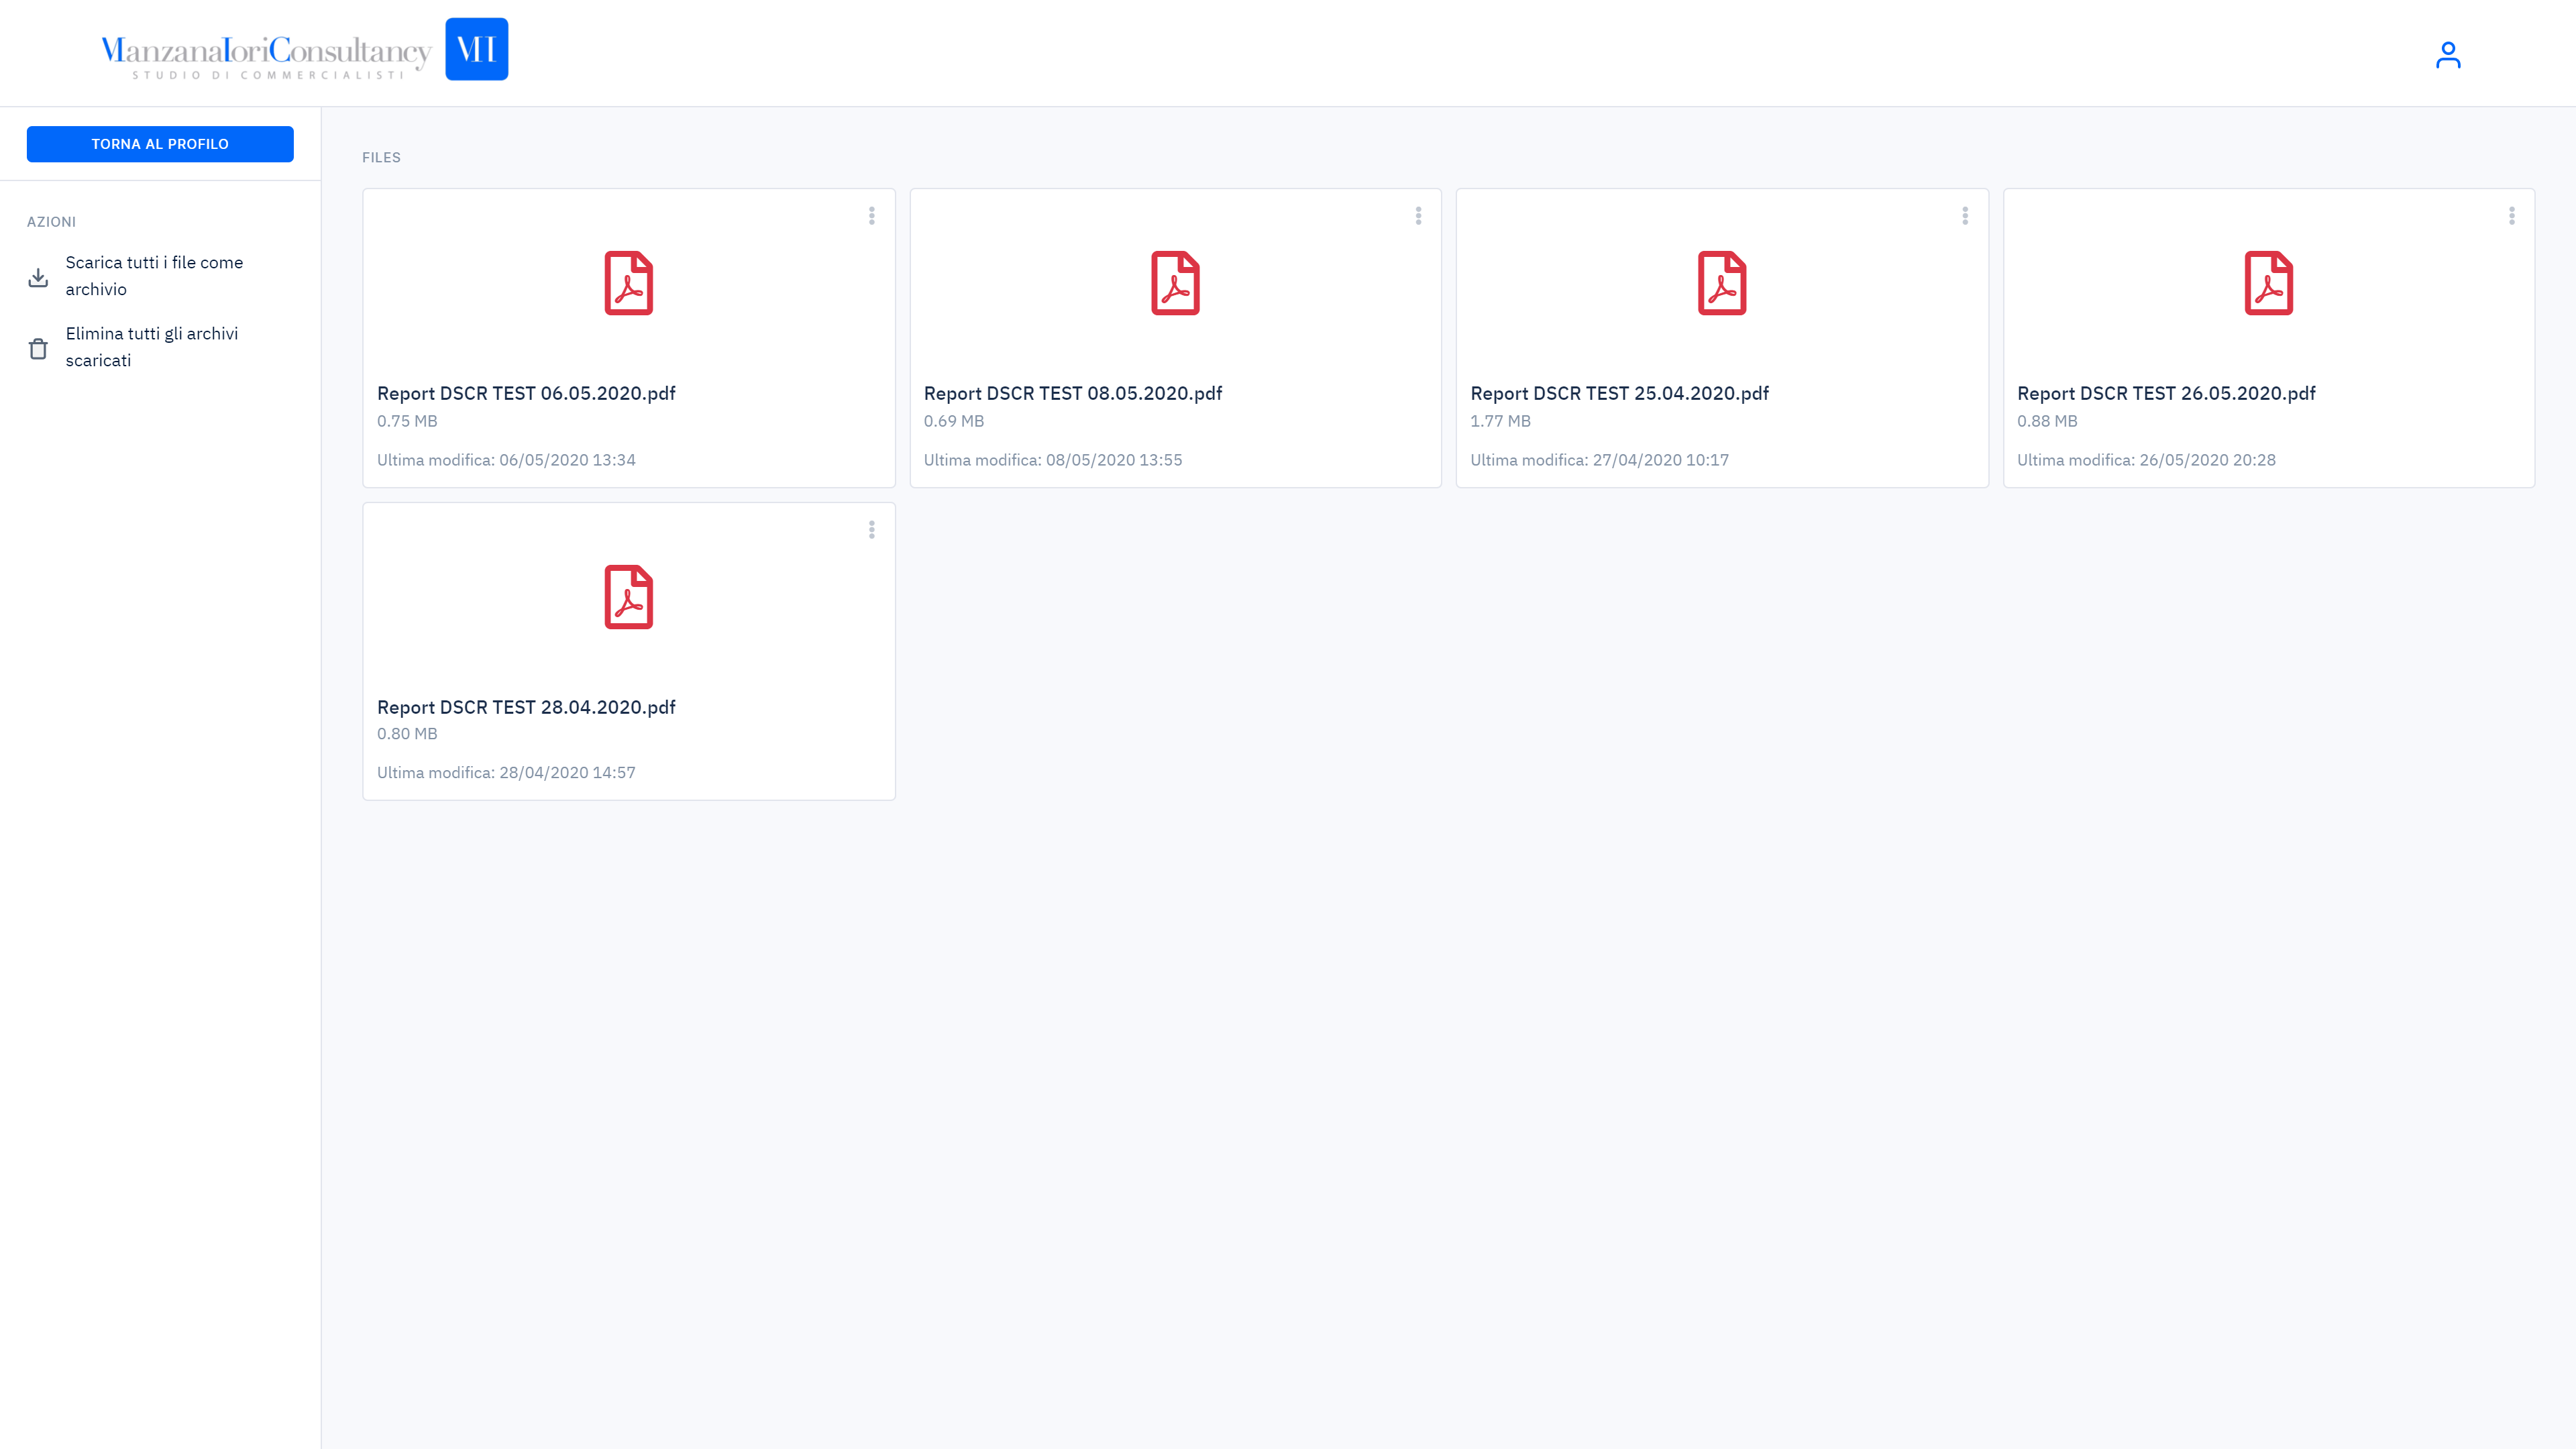 ManzanaIoriConsultancy
STUDIO DI COMMERCIALISTI
MI
TORNA AL PROFILO
AZIONI
Scarica tutti i file come
archivio
Elimina tutti gli archivi
scaricati
FILES
Report DSCR TEST 06.05.2020.pdf
0.75 MB
Ultima modifica: 06/05/2020 13:34
Report DSCR TEST 08.05.2020.pdf
0.69 MB
Ultima modifica: 08/05/2020 13:55
Report DSCR TEST 25.04.2020.pdf
1.77 MB
Ultima modifica: 27/04/2020 10:17
Report DSCR TEST 26.05.2020.pdf
0.88 MB
Ultima modifica: 26/05/2020 20:28
Report DSCR TEST 28.04.2020.pdf
0.80 MB
Ultima modifica: 28/04/2020 14:57